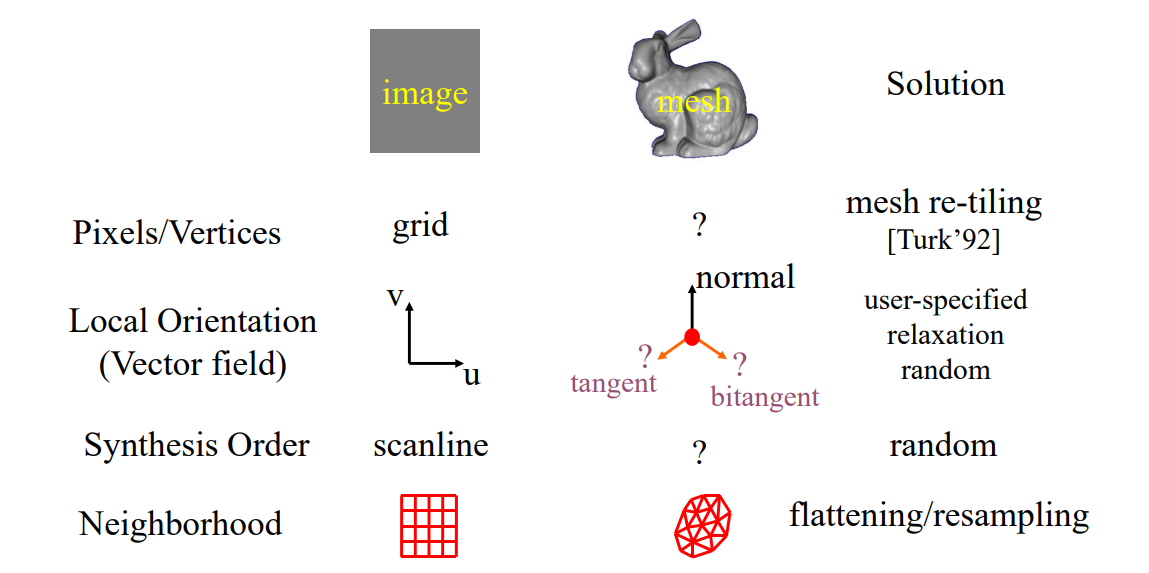 image
mesh
Solution
Pixels/Vertices
grid
?
mesh re-tiling
[Turk’92]
Local Orientation
(Vector field)
v
u
normal
?
tangent
?
bitangent
user-specified
relaxation
random
Synthesis Order
scanline
?
random
Neighborhood
flattening/resampling